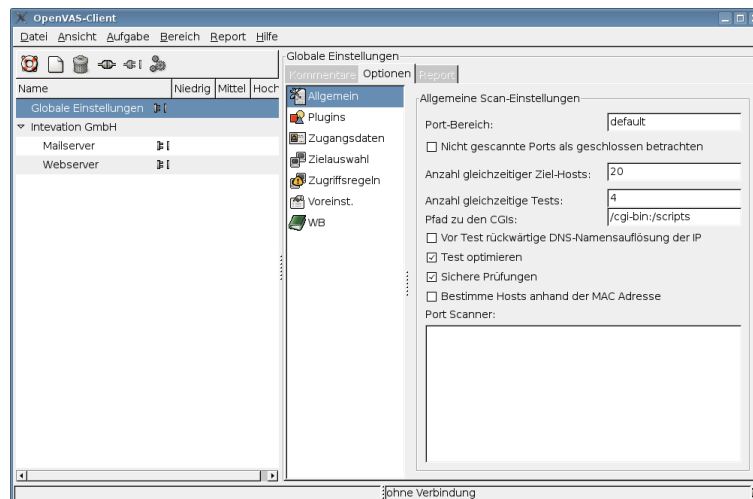 OpenVAS-Client
Datei Ansicht Aufgabe Bereich Report Hilfe
Name Niedrig Mittel Hoch
Globale Einstellungen
Intevation GmbH
Mailserver
Webserver
Globale Einstellungen
Kommentare Optionen Report
Allgemein
Plugins
Zugangsdaten
Zielauswahl
Zugriffsregeln
Voreinst.
WB
Allgemeine Scan-Einstellungen
Port-Bereich: default
Nicht gescannte Ports als geschlossen betrachten
Anzahl gleichzeitiger Ziel-Hosts: 20
Anzahl gleichzeitige Tests: 4
Pfad zu den CGIs: /cgi-bin:/scripts
Vor Test rückwärtige DNS-Namensauflösung der IP
Test optimieren
Sichere Prüfungen
Bestimme Hosts anhand der MAC Adresse
Port Scanner:
ohne Verbindung